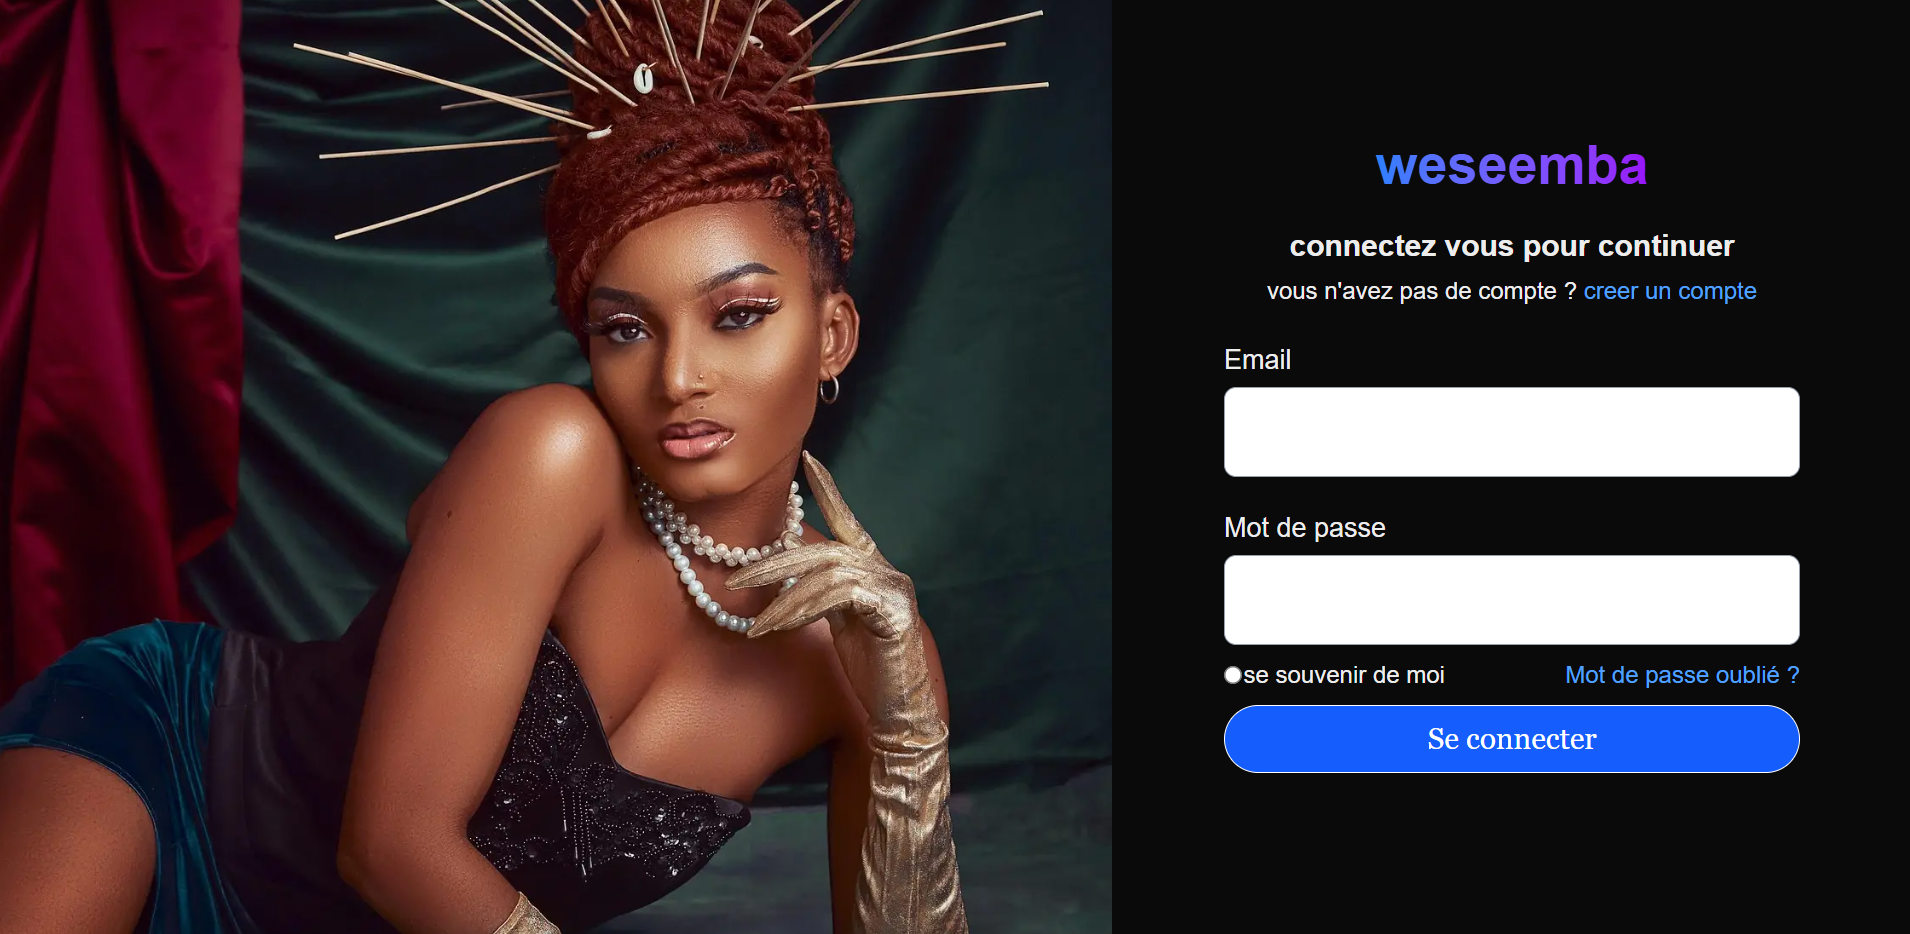 weseemba
connectez vous pour continuer
vous n'avez pas de compte ? creer un compte
Email
Mot de passe
se souvenir de moi Mot de passe oublié ?
Se connecter